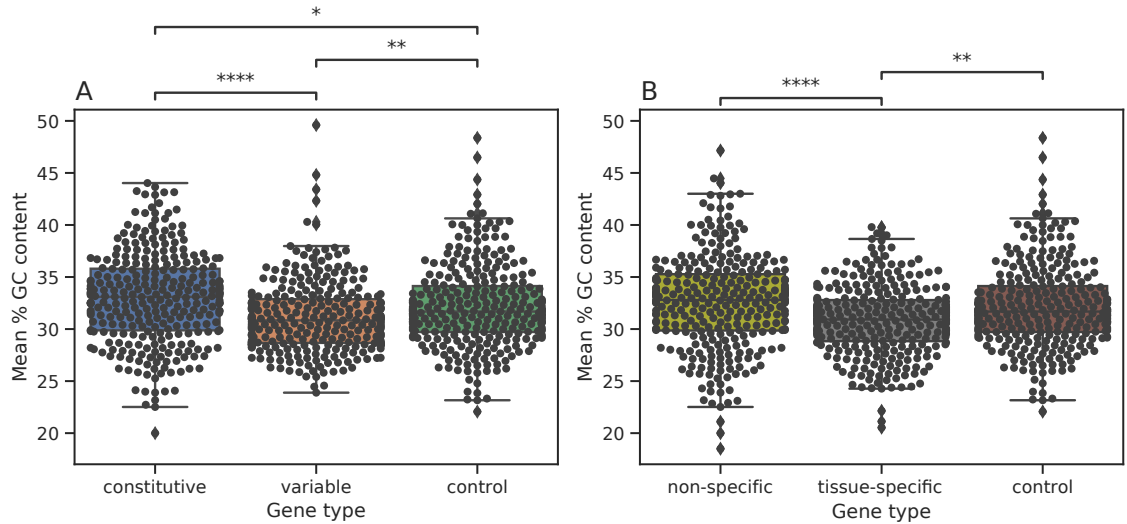 *
**
****
A
50
45
40
35
30
25
20
Mean % GC content
constitutive variable control
Gene type
**
****
B
50
45
40
35
30
25
20
Mean % GC content
non-specific tissue-specific control
Gene type